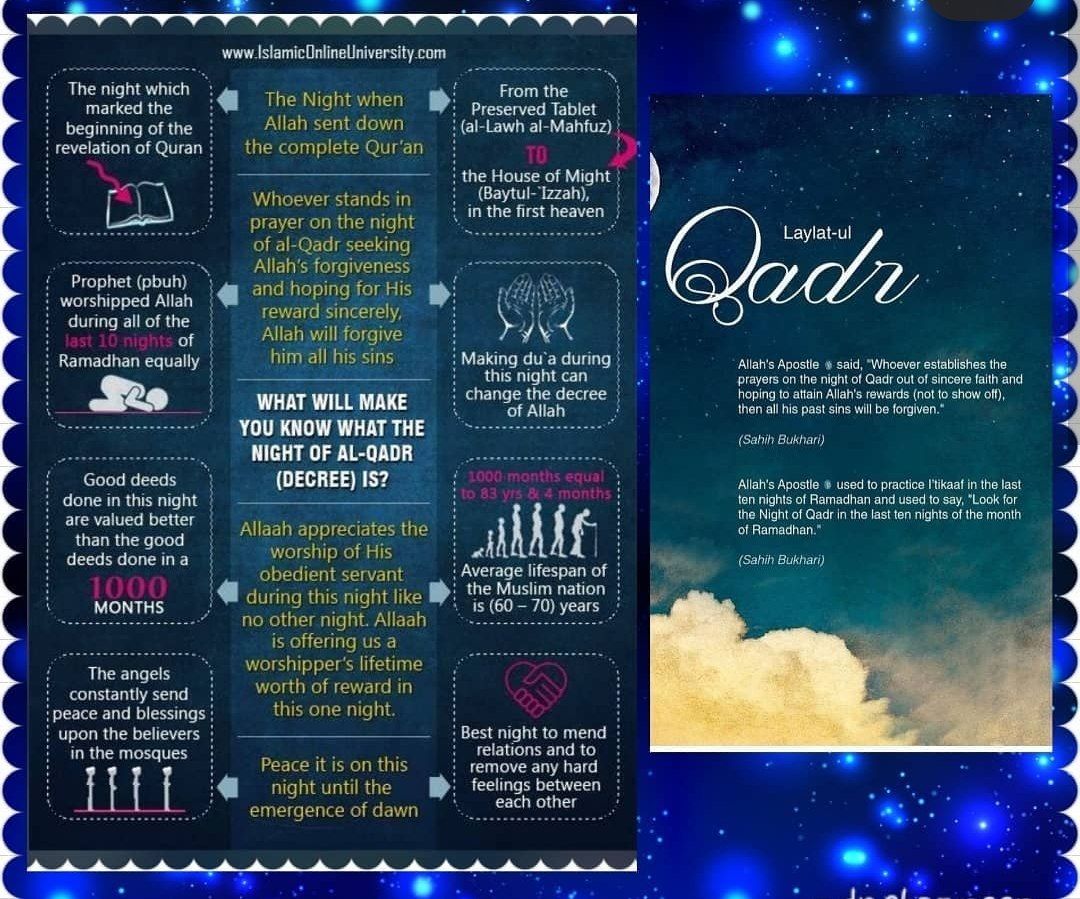 www.IslamicOnlineUniversity.com
The night which
marked the
beginning of the
revelation of Quran
The Night when
Allah sent down
the complete Qur'an
From the
Preserved Tablet
(al-Lawh al-Mahfuz)
TO
the House of Might
(Baytul-`Izzah),
in the first heaven
Prophet (pbuh)
worshipped Allah
during all of the
last 10 nights of
Ramadhan equally
Whoever stands in
prayer on the night
of al-Qadr seeking
Allah's forgiveness
and hoping for His
reward sincerely,
Allah will forgive
him all his sins
Making du`a during
this night can
change the decree
of Allah
WHAT WILL MAKE
YOU KNOW WHAT THE
NIGHT OF AL-QADR
(DECREE) IS?
Good deeds
done in this night
are valued better
than the good
deeds done in a
1000
MONTHS
Allaah appreciates the
worship of His
obedient servant
during this night like
no other night. Allaah
is offering us a
worshipper's lifetime
worth of reward in
this one night.
1000 months equal
to 83 yrs & 4 months
Average lifespan of
the Muslim nation
is (60 – 70) years
The angels
constantly send
peace and blessings
upon the believers
in the mosques
Peace it is on this
night until the
emergence of dawn
Best night to mend
relations and to
remove any hard
feelings between
each other
Laylat-ul
Qadr
Allah's Apostle ﷺ said, "Whoever establishes the
prayers on the night of Qadr out of sincere faith and
hoping to attain Allah's rewards (not to show off),
then all his past sins will be forgiven."
(Sahih Bukhari)
Allah's Apostle ﷺ used to practice I'tikaaf in the last
ten nights of Ramadhan and used to say, "Look for
the Night of Qadr in the last ten nights of the month
of Ramadhan."
(Sahih Bukhari)